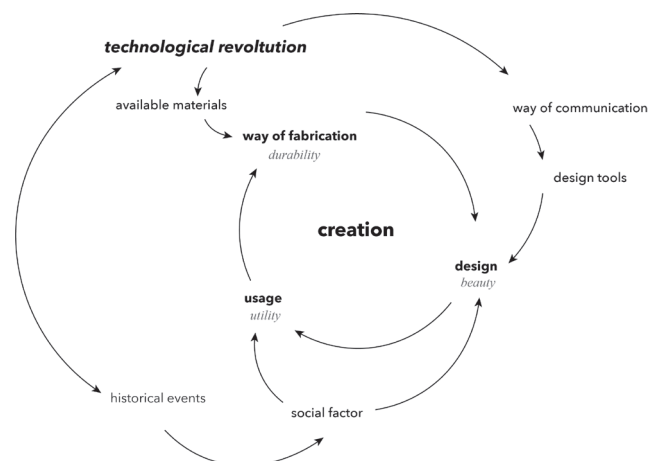 technological revoltution
available materials
way of communication
way of fabrication
durability
design tools
creation
design
beauty
usage
utility
historical events
social factor